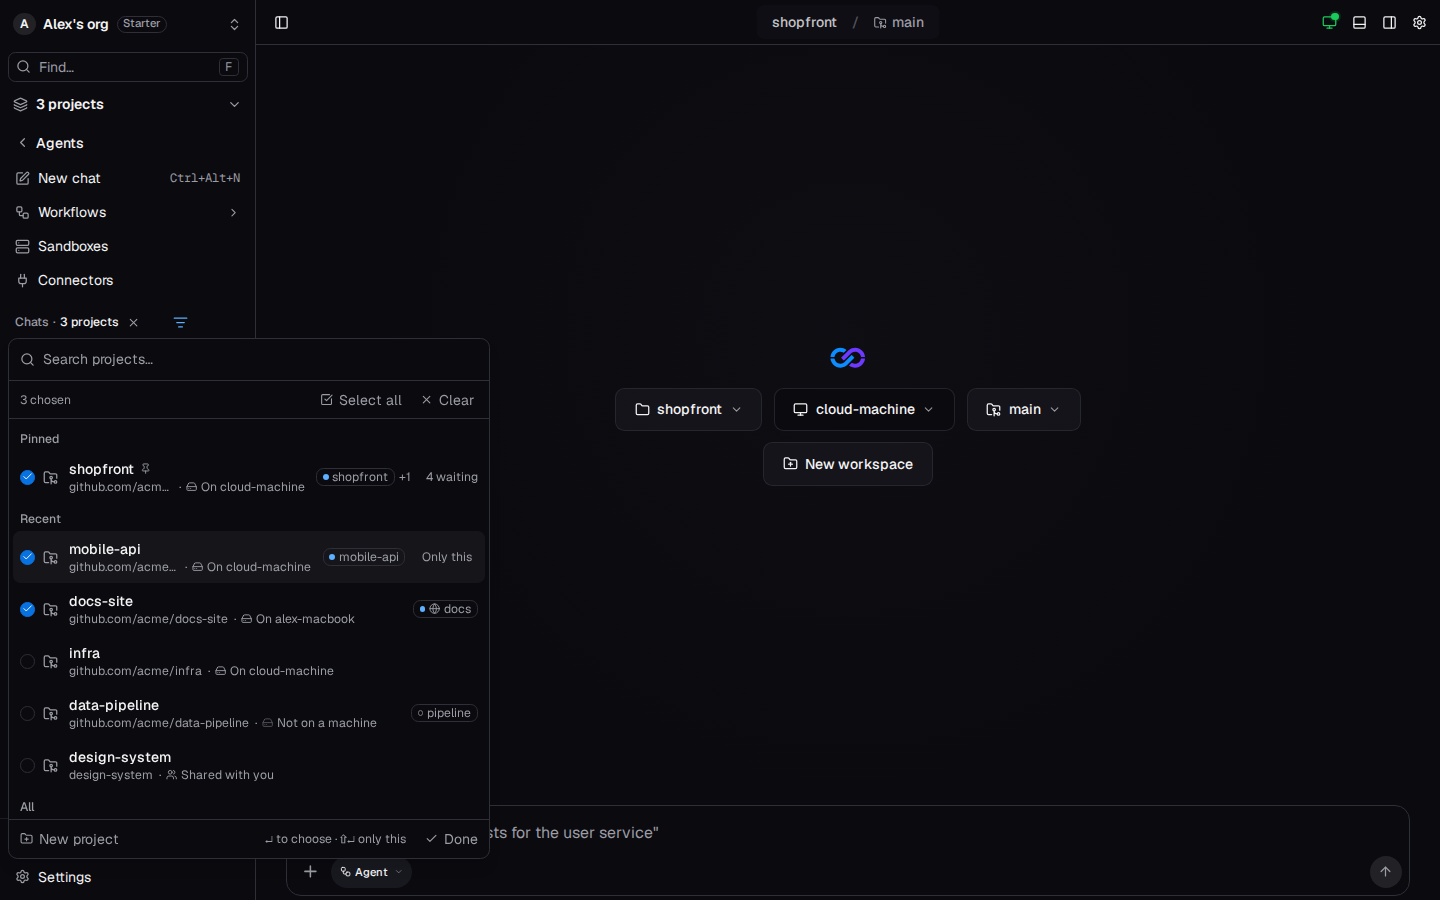 A Alex's org Starter
Find... F
3 projects
Agents
New chat Ctrl+Alt+N
Workflows
Sandboxes
Connectors
Chats · 3 projects
Search projects...
3 chosen Select all Clear
Pinned
shopfront
github.com/acm... · On cloud-machine
shopfront +1 4 waiting
Recent
mobile-api
github.com/acme... · On cloud-machine
mobile-api Only this
docs-site
github.com/acme/docs-site · On alex-macbook
docs
infra
github.com/acme/infra · On cloud-machine
data-pipeline
github.com/acme/data-pipeline · Not on a machine
pipeline
design-system
design-system · Shared with you
All
New project ↵ to choose · ⇧↵ only this Done
Settings
shopfront / main
shopfront cloud-machine main
New workspace
sts for the user service"
Agent